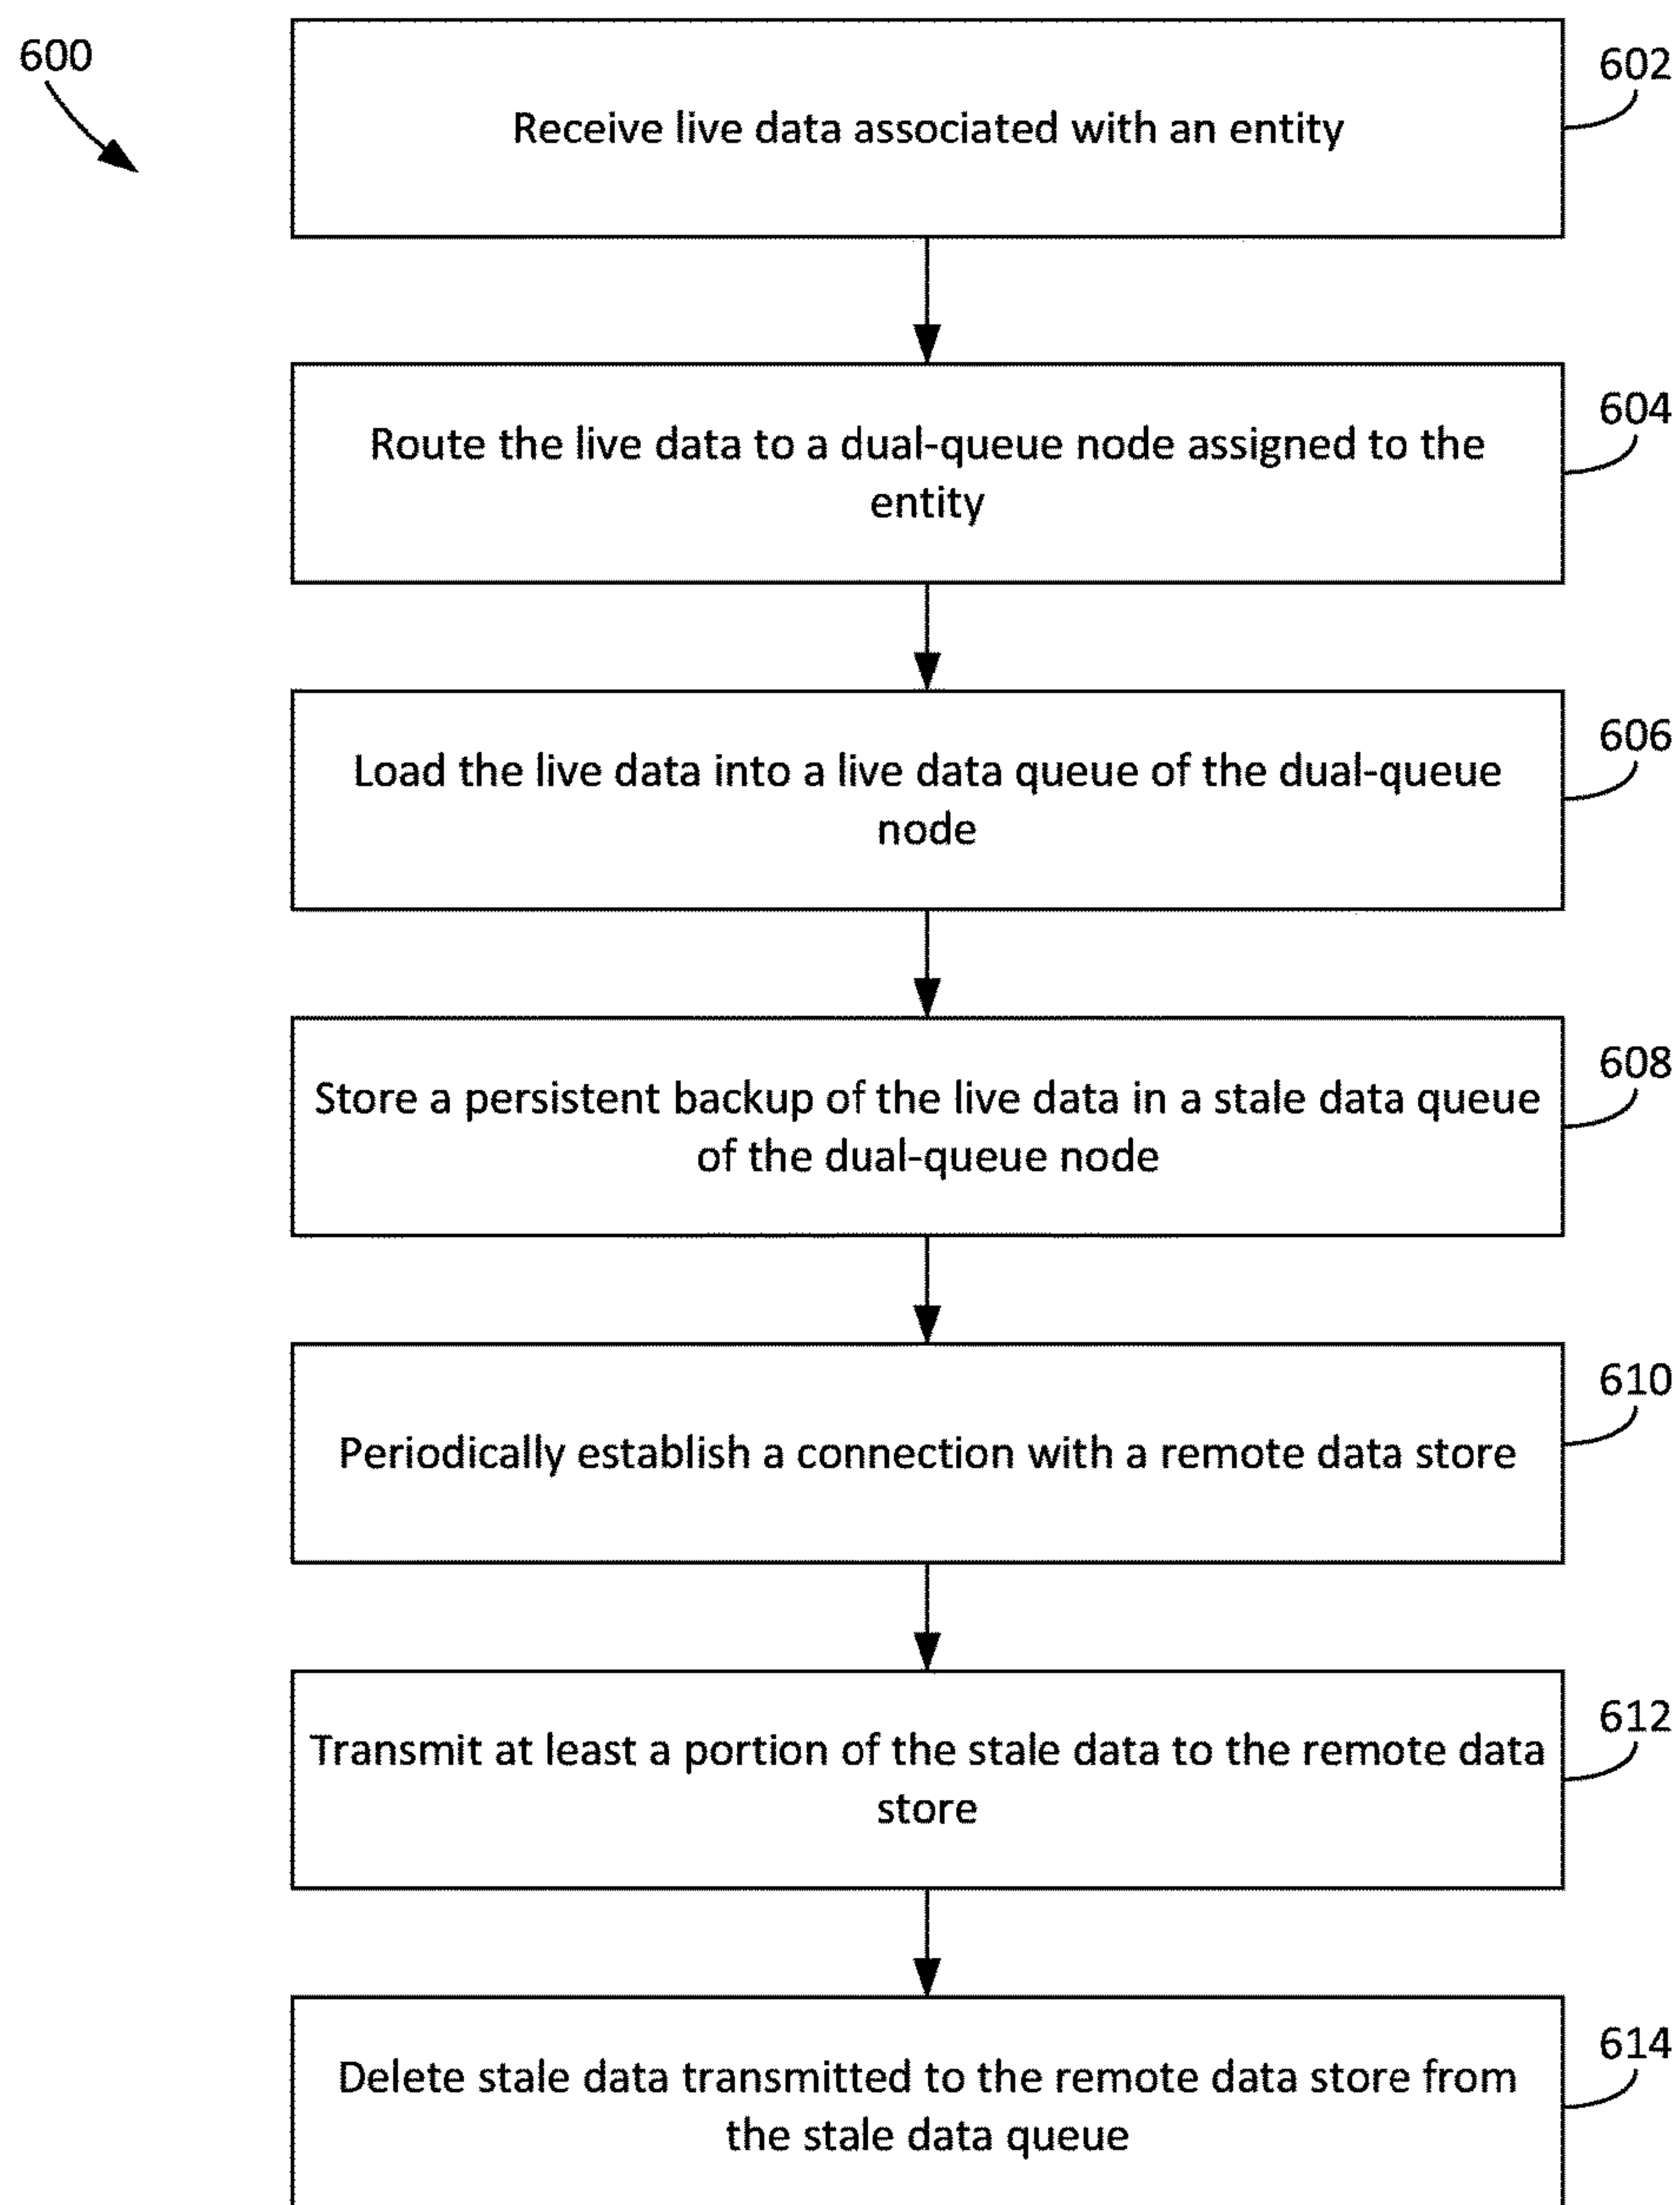 600
602
Receive live data associated with an entity
604
Route the live data to a dual-queue node assigned to the
entity
606
Load the live data into a live data queue of the dual-queue
node
608
Store a persistent backup of the live data in a stale data queue
of the dual-queue node
610
Periodically establish a connection with a remote data store
612
Transmit at least a portion of the stale data to the remote data
store
614
Delete stale data transmitted to the remote data store from
the stale data queue